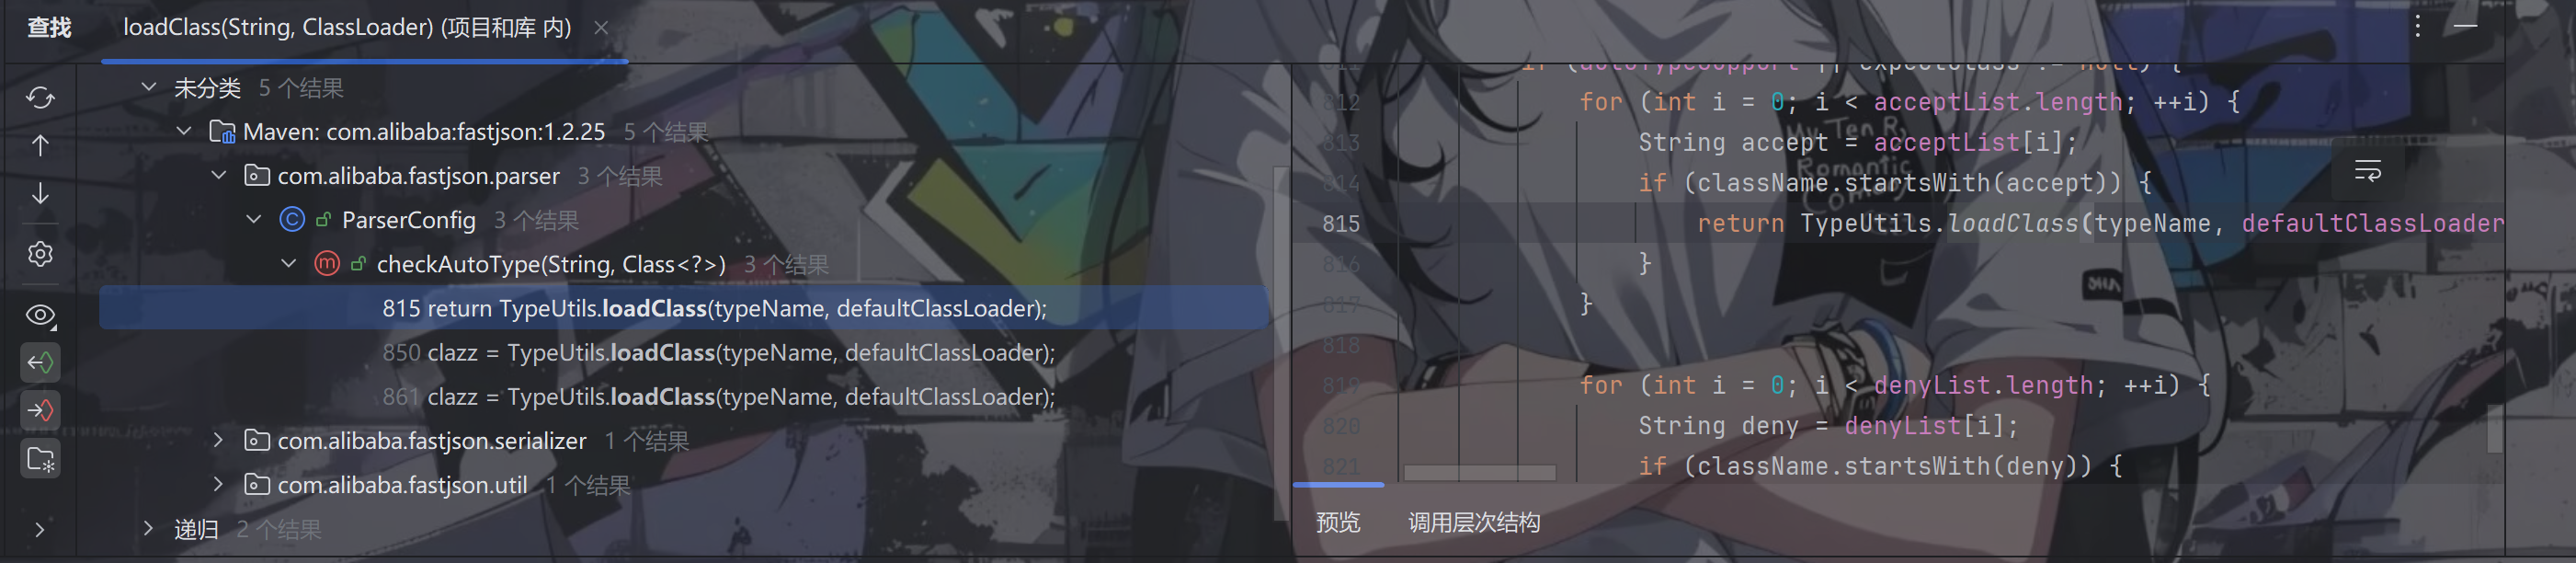 查找
loadClass(String, ClassLoader) (项目和库 内)
未分类 5 个结果
Maven: com.alibaba:fastjson:1.2.25 5 个结果
com.alibaba.fastjson.parser 3 个结果
ParserConfig 3 个结果
checkAutoType(String, Class<?>) 3 个结果
815 return TypeUtils.loadClass(typeName, defaultClassLoader);
850 clazz = TypeUtils.loadClass(typeName, defaultClassLoader);
861 clazz = TypeUtils.loadClass(typeName, defaultClassLoader);
com.alibaba.fastjson.serializer 1 个结果
com.alibaba.fastjson.util 1 个结果
递归 2 个结果
811 if (autoTypeSupport || expectClass != null) {
812 for (int i = 0; i < acceptList.length; ++i) {
813 String accept = acceptList[i];
814 if (className.startsWith(accept)) {
815 return TypeUtils.loadClass(typeName, defaultClassLoader
816 }
817 }
818
819 for (int i = 0; i < denyList.length; ++i) {
820 String deny = denyList[i];
821 if (className.startsWith(deny)) {
预览 调用层次结构
My Ten R
Romantic